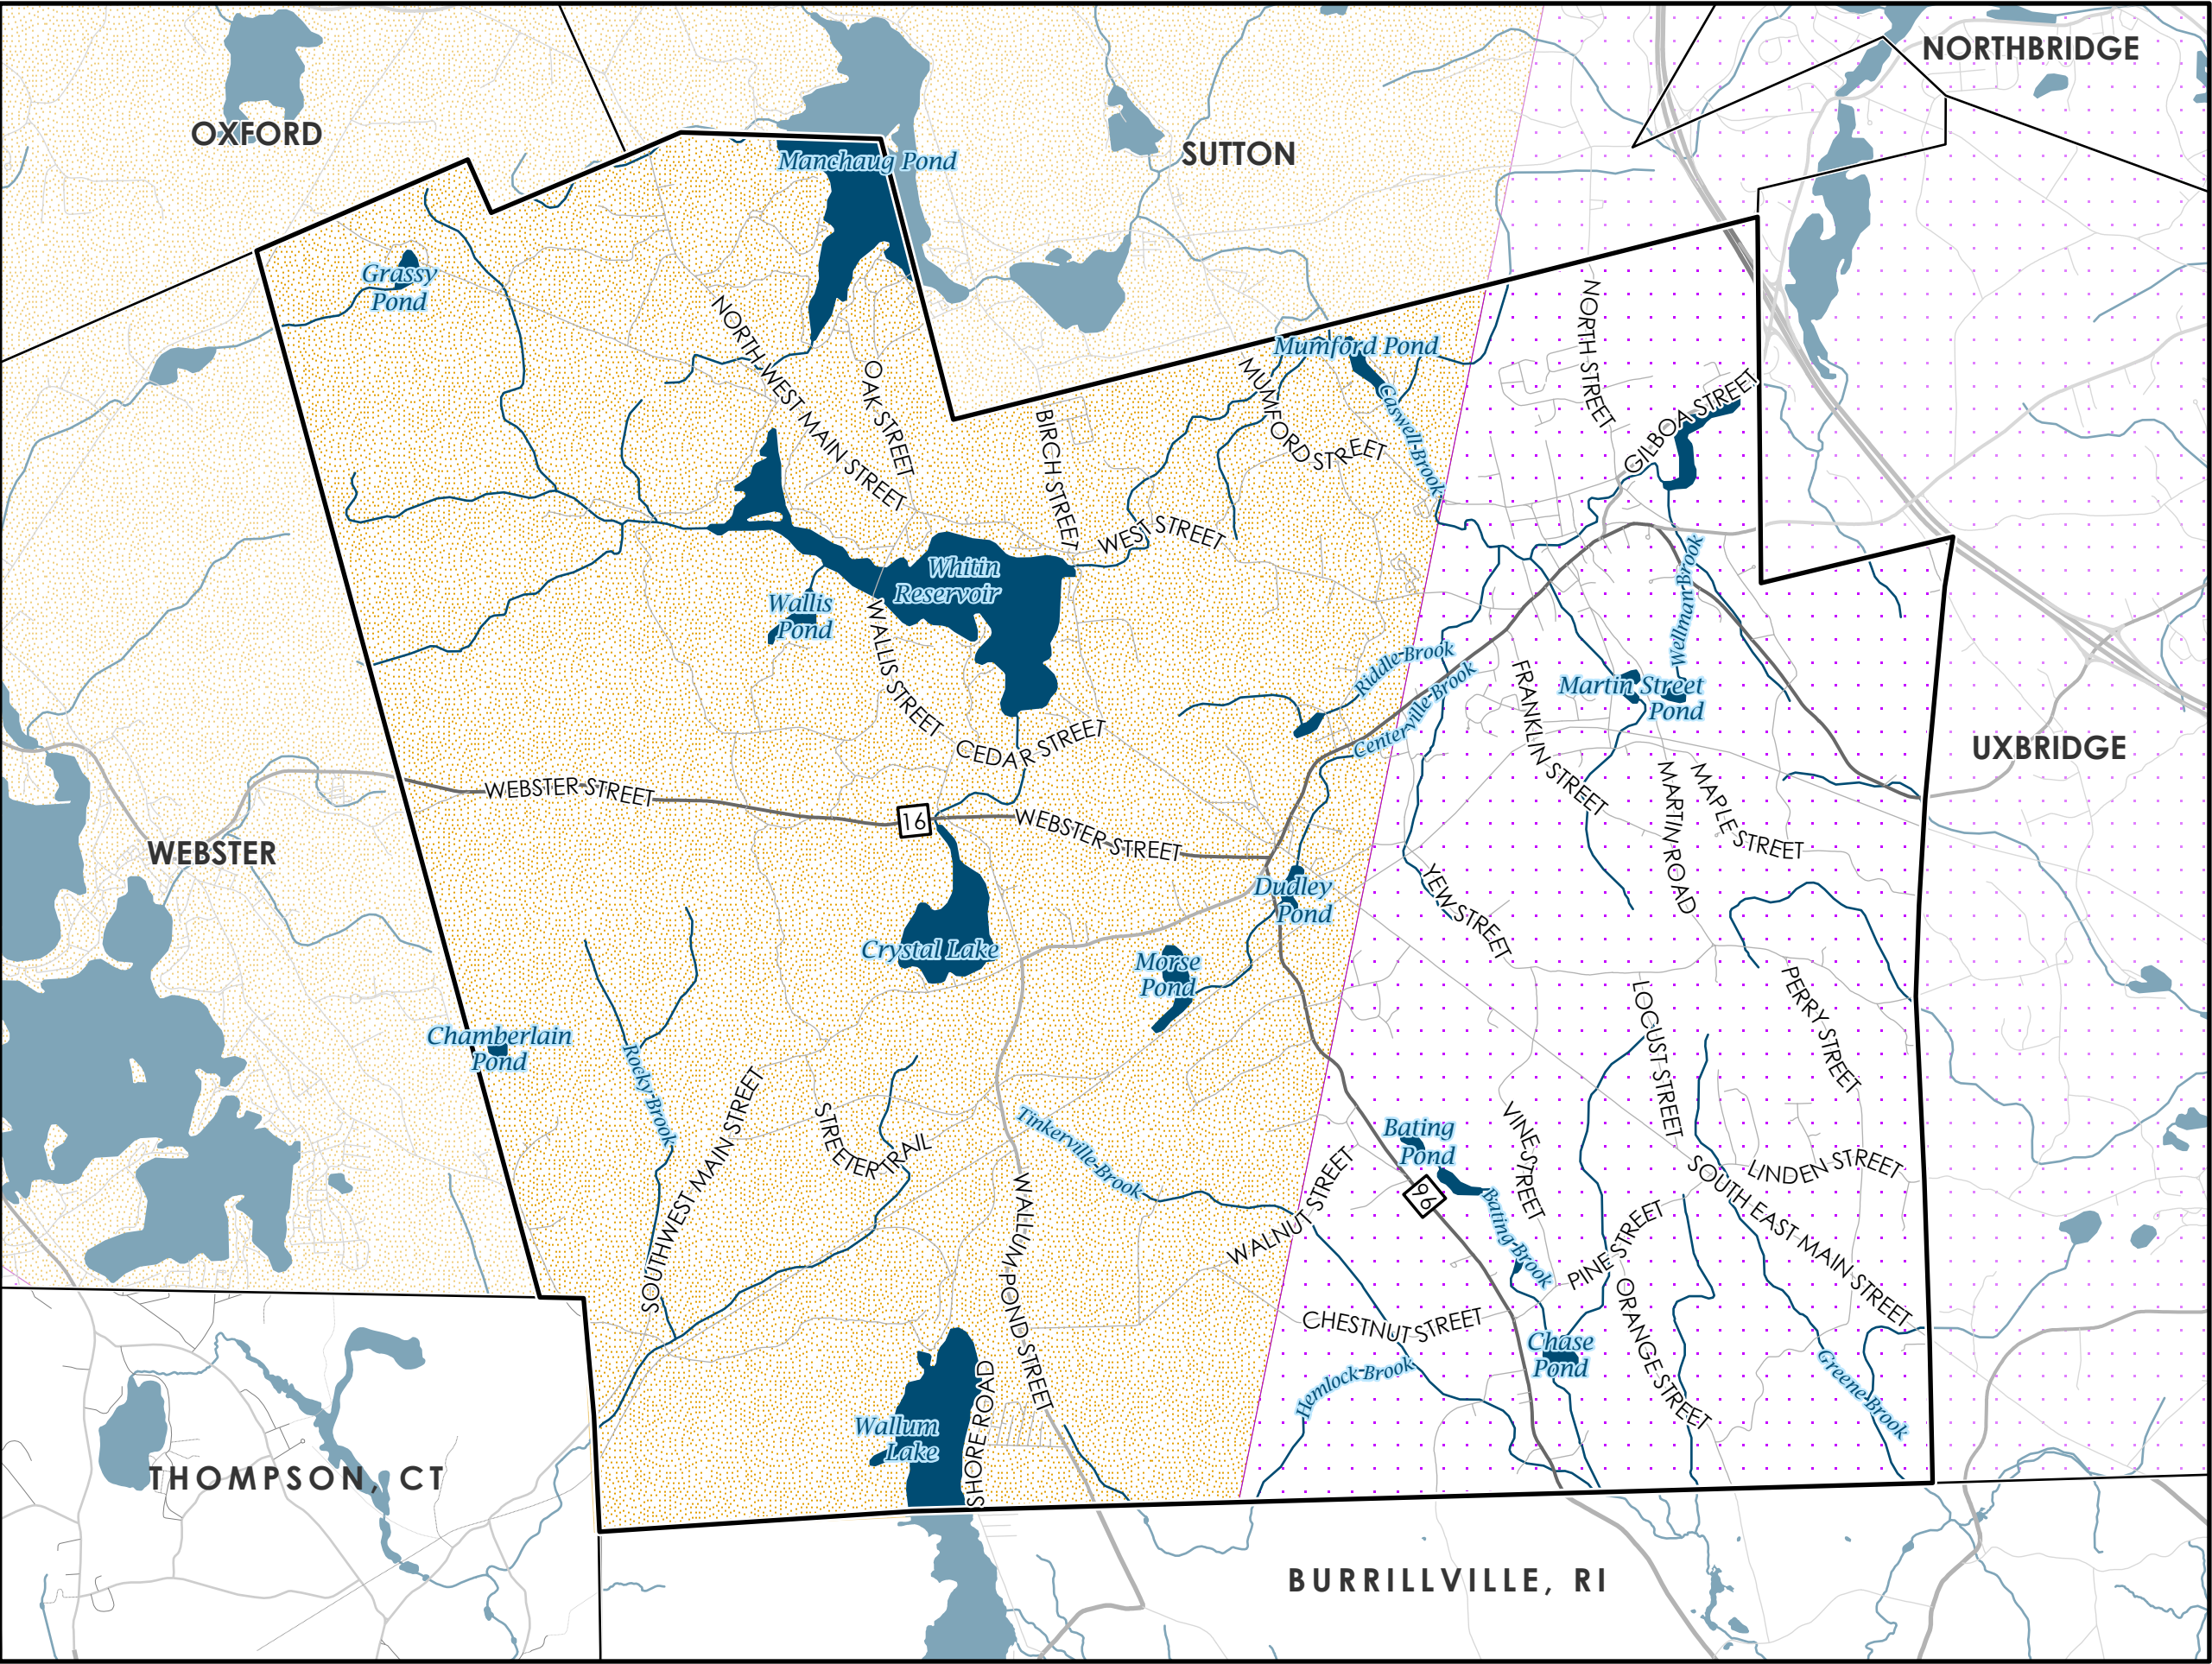 NORTHBRIDGE
OXFORD
SUTTON
Manchaug Pond
Grassy
Pond
NORTH WEST MAIN STREET
OAK STREET
BIRCH STREET
Mumford Pond
MUMFORD STREET
Caswell Brook
NORTH STREET
GILBOA STREET
WEST STREET
Whitin
Reservoir
Wallis
Pond
WALLIS STREET
Riddle Brook
Centerville Brook
Wellman Brook
Martin Street
Pond
FRANKLIN STREET
CEDAR STREET
UXBRIDGE
WEBSTER STREET
16
WEBSTER STREET
MARTIN ROAD
MAPLE STREET
WEBSTER
Dudley
Pond
YEW STREET
Crystal Lake
Morse
Pond
PERRY STREET
LOCUST STREET
Chamberlain
Pond
Rocky Brook
SOUTHWEST MAIN STREET
STREETER TRAIL
Tinkerville Brook
Bating
Pond
VINE STREET
WALNUT STREET
96
Bating Brook
LINDEN STREET
SOUTH EAST MAIN STREET
PINE STREET
WALLUM POND STREET
CHESTNUT STREET
ORANGE STREET
Chase
Pond
Hemlock Brook
Greene Brook
SHORE ROAD
Wallum
Lake
THOMPSON, CT
BURRILLVILLE, RI